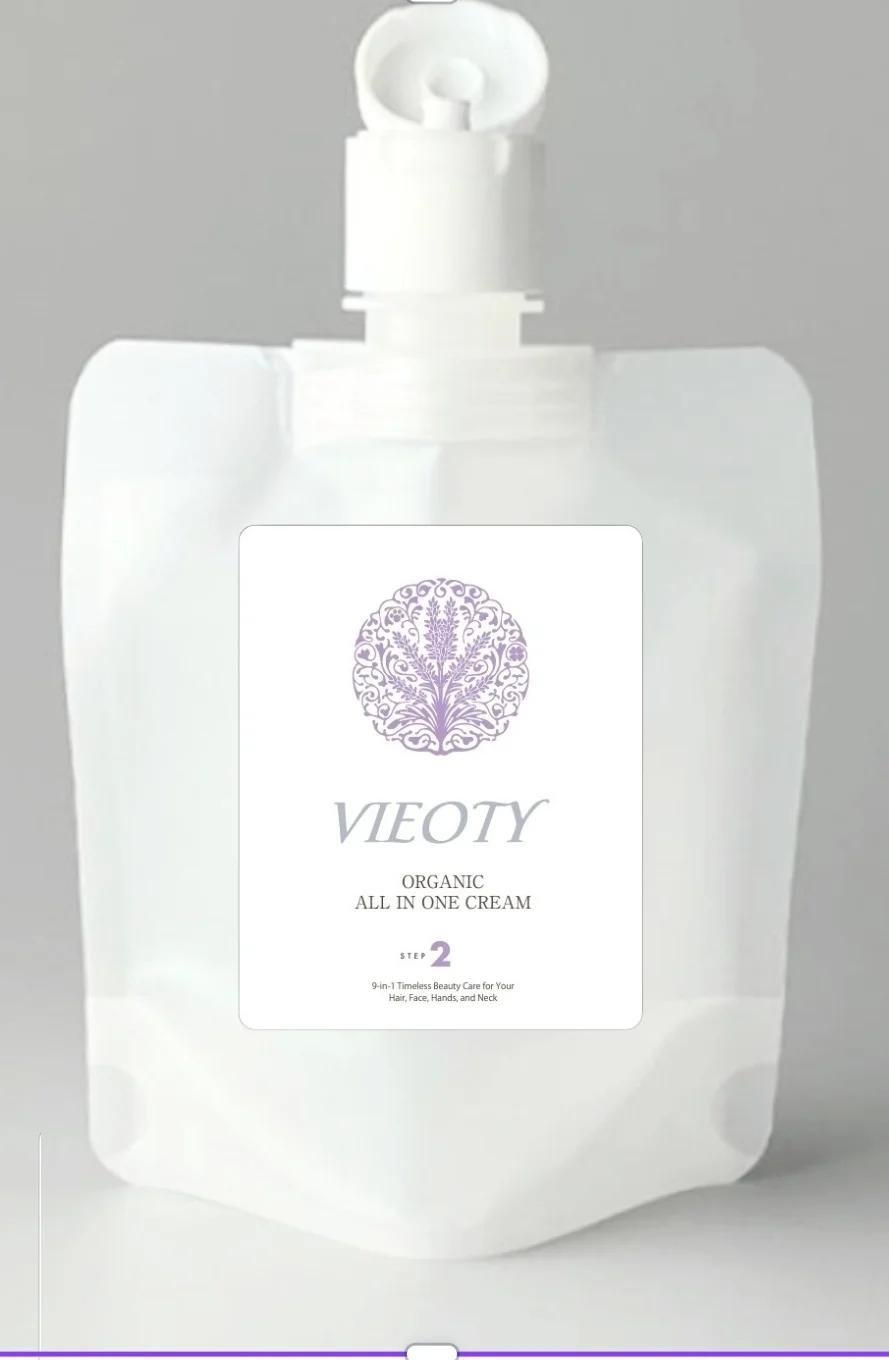 VIEOTY
ORGANIC
ALL IN ONE CREAM
STEP 2
9-in-1 Timeless Beauty Care for Your
Hair, Face, Hands, and Neck